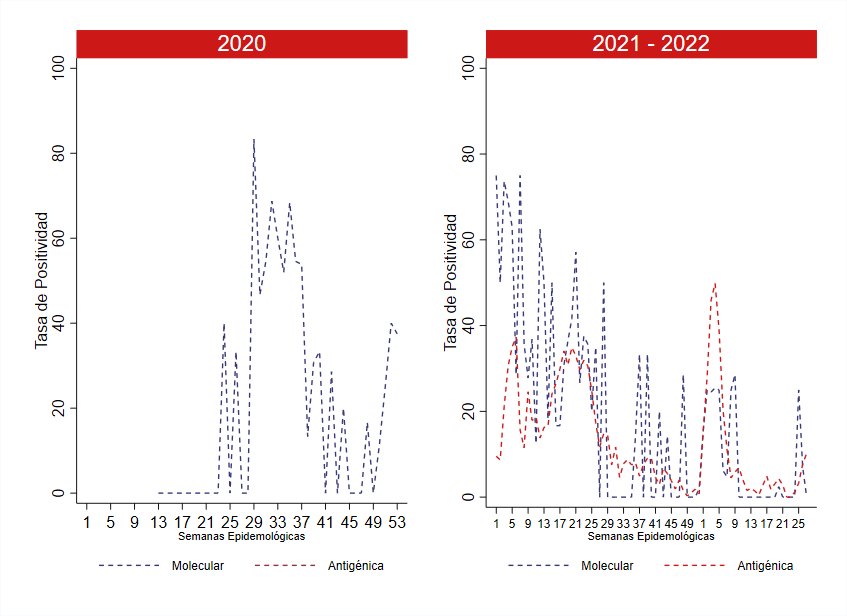 2020
Tasa de Positividad
100
80
60
40
20
0
1 5 9 13 17 21 25 29 33 37 41 45 49 53
Semanas Epidemológicas
Molecular Antigénica
2021 - 2022
Tasa de Positividad
100
80
60
40
20
0
1 5 9 13 17 21 25 29 33 37 41 45 49 1 5 9 13 17 21 25
Semanas Epidemológicas
Molecular Antigénica